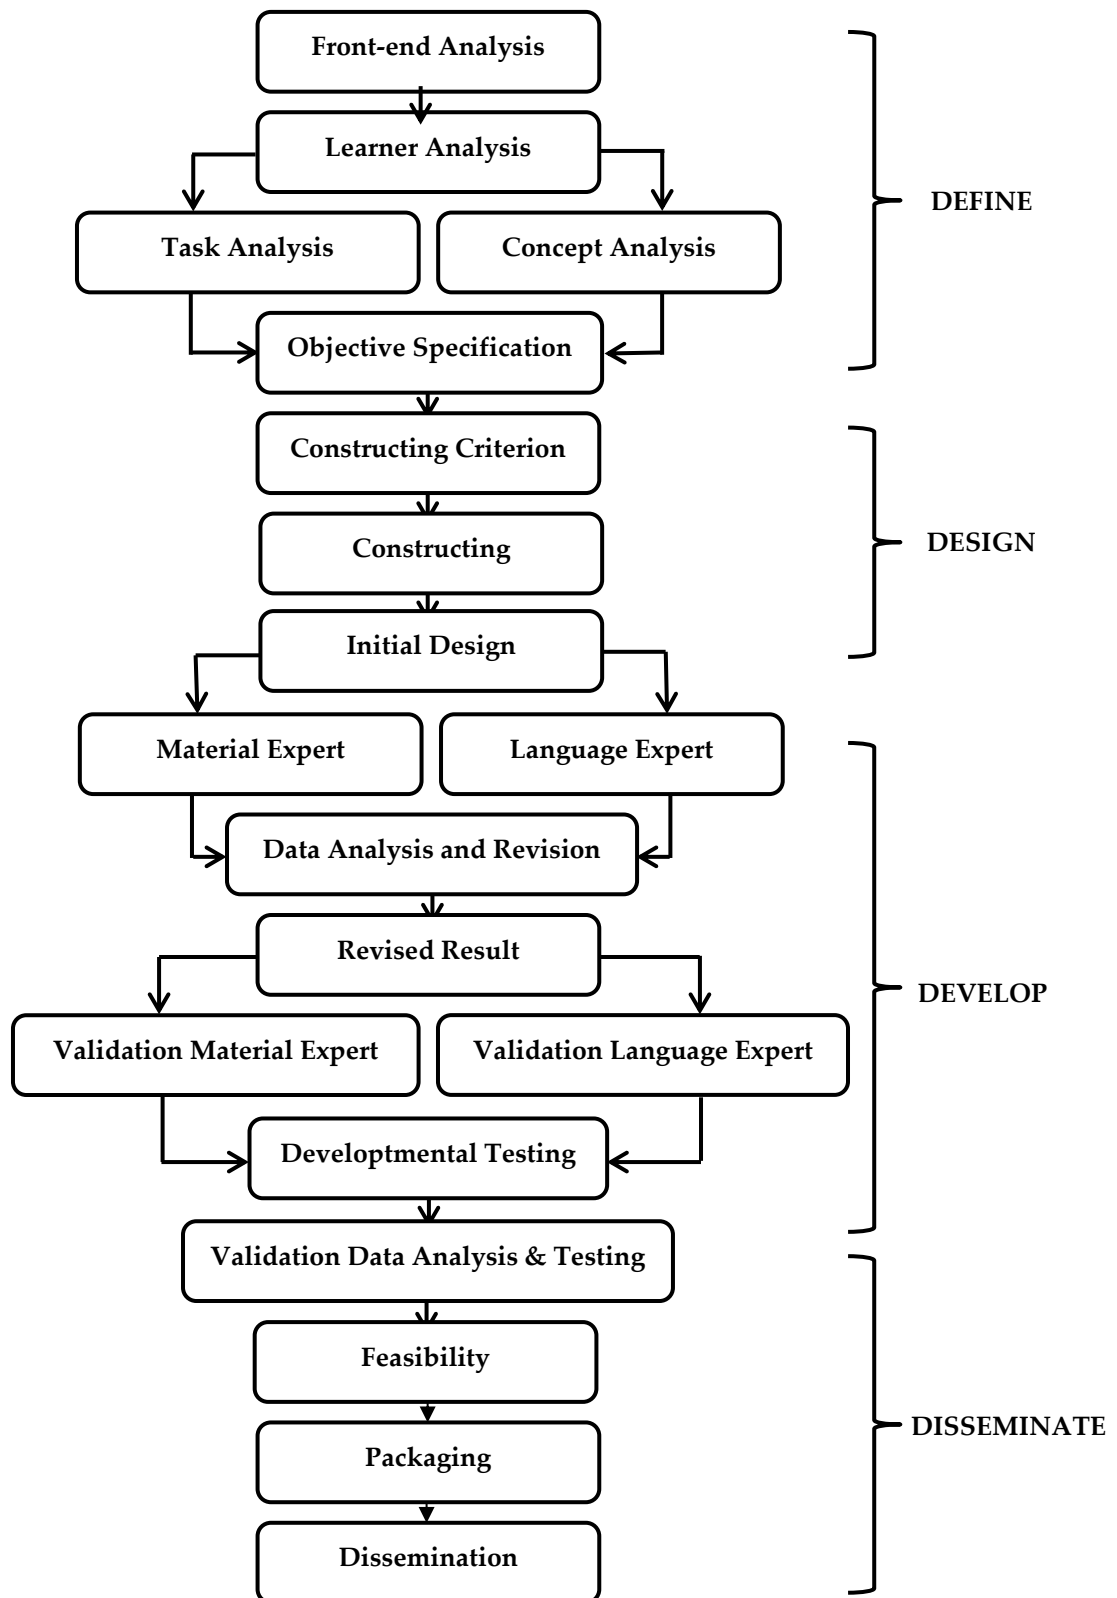 Front-end Analysis
Learner Analysis
Task Analysis
Concept Analysis
Objective Specification
DEFINE
Constructing Criterion
Constructing
Initial Design
DESIGN
Material Expert
Language Expert
Data Analysis and Revision
Revised Result
Validation Material Expert
Validation Language Expert
Developtmental Testing
DEVELOP
Validation Data Analysis & Testing
Feasibility
Packaging
Dissemination
DISSEMINATE